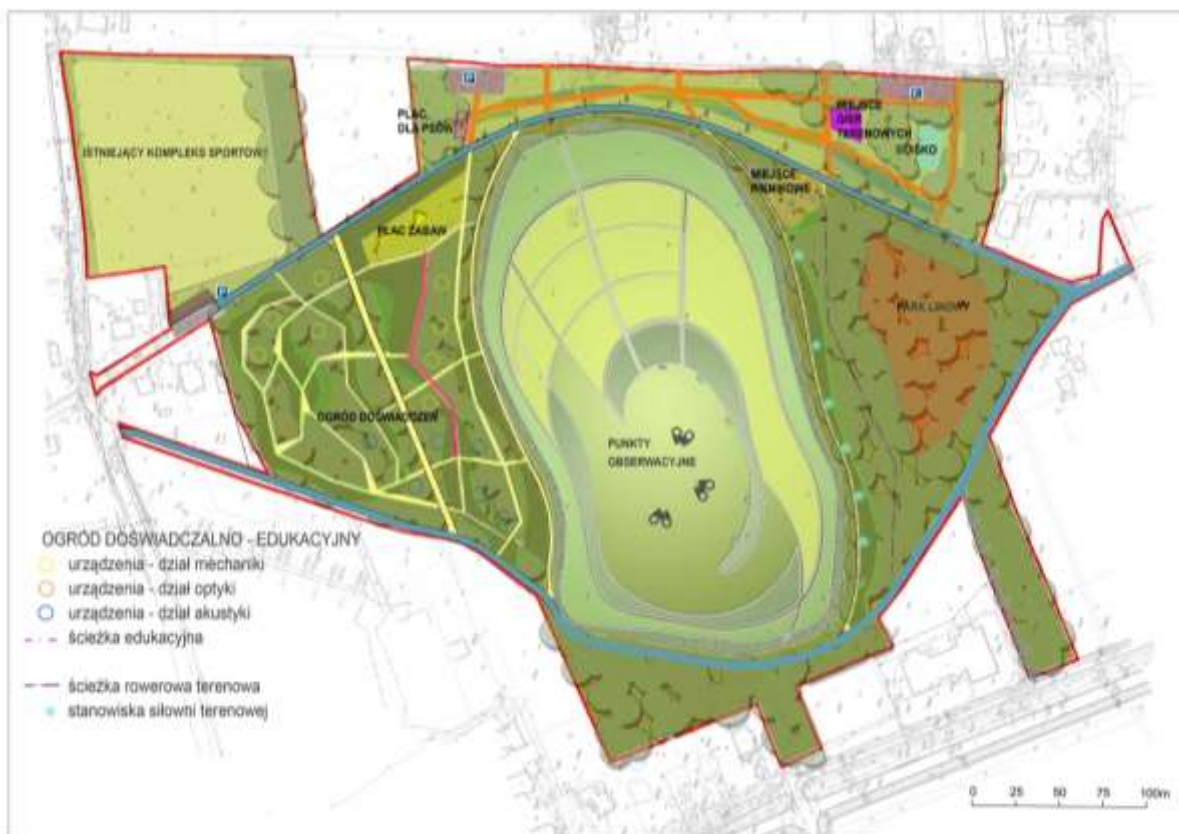 ISTNIEJĄCY KOMPLEKS SPORTOWY
P
PLAC
DLA PSÓW
P
MIEJSCE
GIER
TERENOWYCH
BOISKO
MIEJSCE
PIKNIKOWE
PLAC ZABAW
P
PARK LINOWY
OGRÓD DOŚWIADCZEŃ
PUNKTY
OBSERWACYJNE
OGRÓD DOŚWIADCZALNO - EDUKACYJNY
urządzenia - dział mechaniki
urządzenia - dział optyki
urządzenia - dział akustyki
ścieżka edukacyjna
ścieżka rowerowa terenowa
stanowiska siłowni terenowej
0 25 50 75 100m